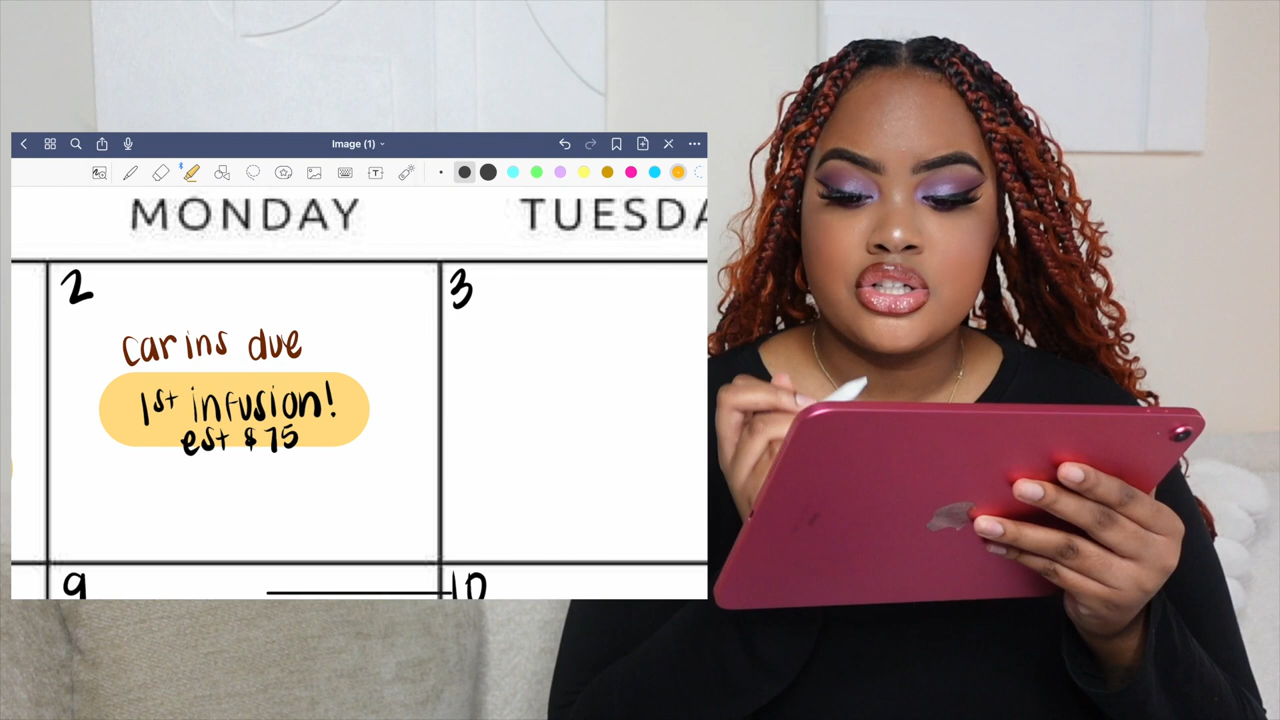 Image (1)
MONDAY TUESDA
2 3
car ins due
1st infusion!
est $75
9 10